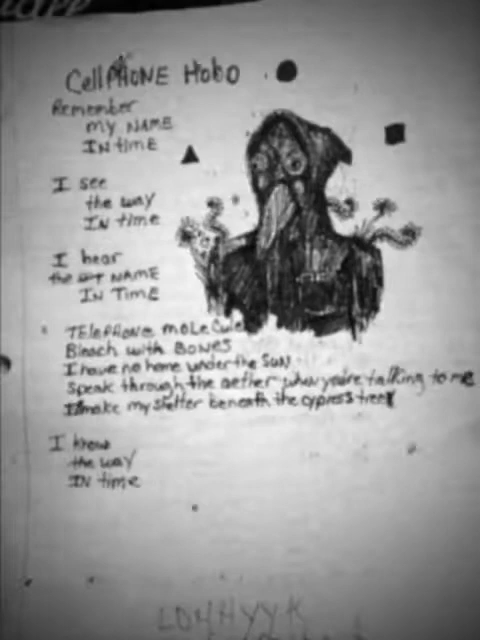 CellPHONE Hobo
Remember
my NAME
IN time
I see
the way
IN time
I hear
the NAME
IN TIME
TElePHONe moLeCule
Bleach with BONES
I have no home under the SUN
Speak through the aether when you're talking to me
I make my shelter beneath the cypress tree
I know
the way
IN time